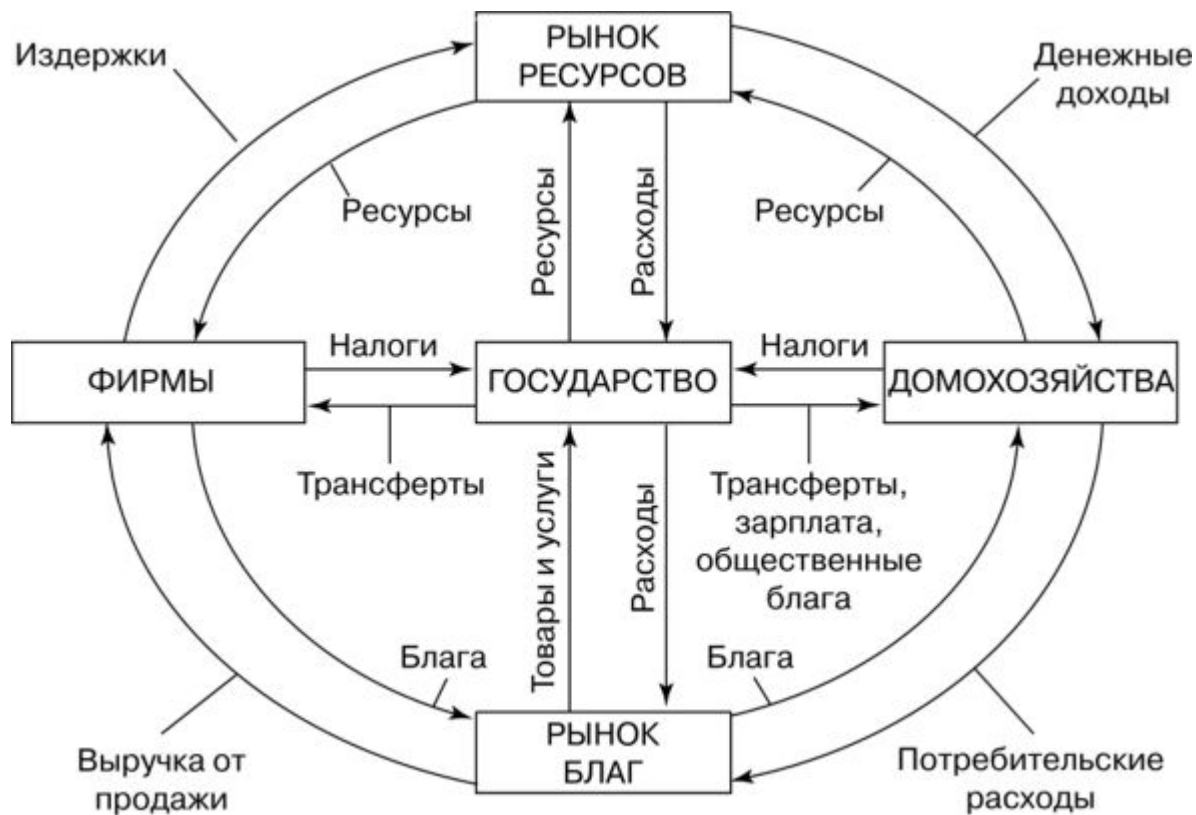 РЫНОК
РЕСУРСОВ
Издержки
Денежные
доходы
Ресурсы
Ресурсы
Расходы
Ресурсы
Налоги
Налоги
ФИРМЫ
ГОСУДАРСТВО
ДОМОХОЗЯЙСТВА
Трансферты
Товары и услуги
Расходы
Трансферты,
зарплата,
общественные
блага
Блага
Блага
РЫНОК
БЛАГ
Выручка от
продажи
Потребительские
расходы